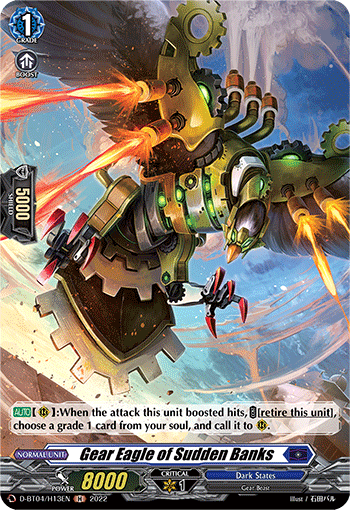 1
GRADE
BOOST
5000
SHIELD
AUTO【 】:When the attack this unit boosted hits, [retire this unit],
choose a grade 1 card from your soul, and call it to .
NORMAL UNIT
Gear Eagle of Sudden Banks
POWER 8000
CRITICAL
1
Dark States
Gear Beast
D-BT04/H13EN H 2022
Illust / 石田バル